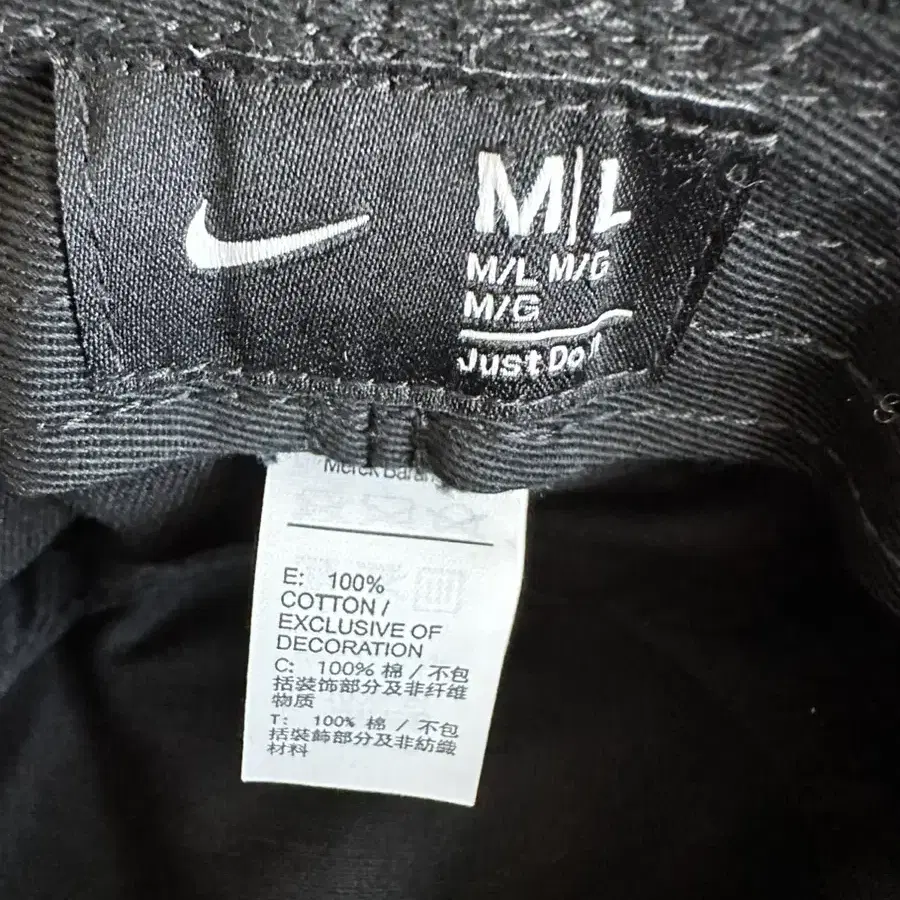 M|L
M/L M/G
M/G
Just Do
Merek
E: 100%
COTTON /
EXCLUSIVE OF
DECORATION
C: 100% 棉 / 不包
括装饰部分及非纤维
物质
T: 100% 棉 / 不包
括裝飾部分及非紡織
材料